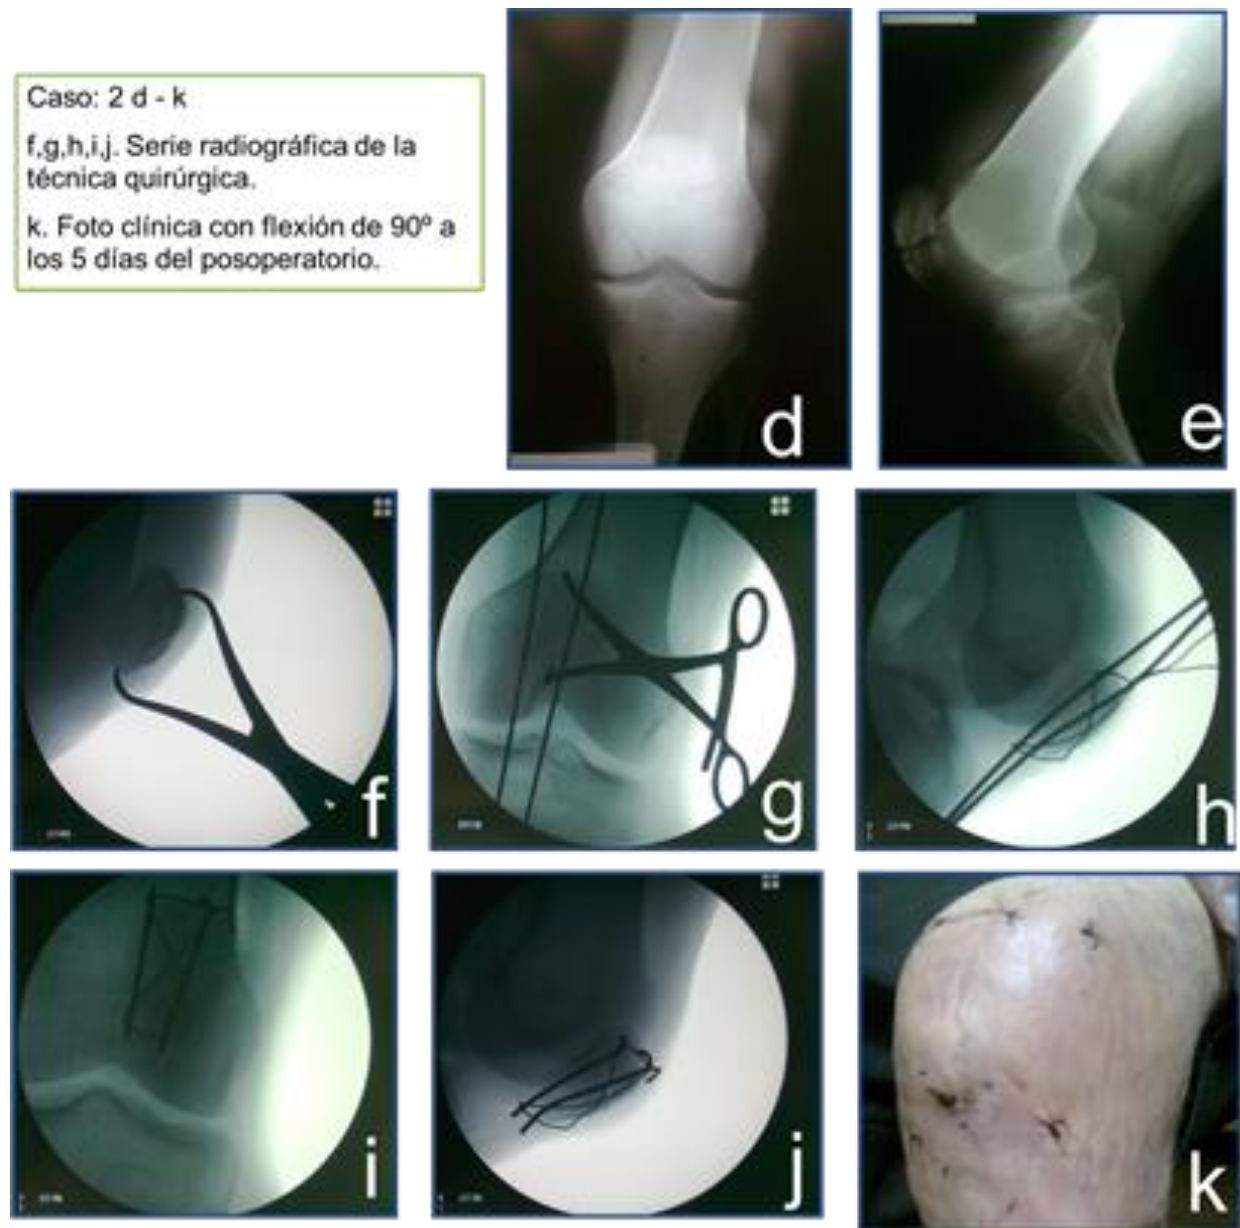 Caso: 2 d - k
f,g,h,i,j. Serie radiográfica de la
técnica quirúrgica.
k. Foto clínica con flexión de 90º a
los 5 días del posoperatorio.
d
e
f
g
h
i
j
k